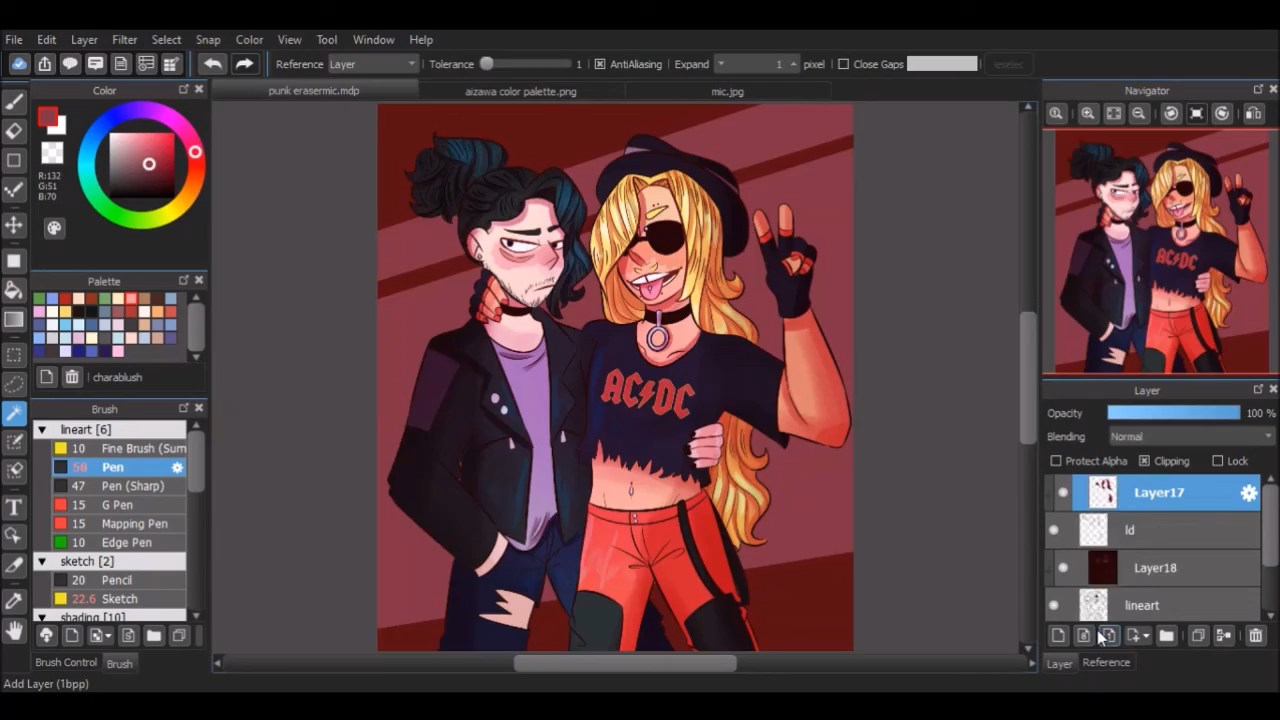 File Edit Layer Filter Select Snap Color View Tool Window Help
Reference Layer Tolerance 1 AntiAliasing Expand 1 pixel Close Gaps
Color
punk erasermic.mdp aizawa color palette.png mic.jpg
Navigator
R:132
G:51
B:70
Palette
charablush
Brush
lineart [6]
10 Fine Brush (Sum
58 Pen
47 Pen (Sharp)
15 G Pen
15 Mapping Pen
10 Edge Pen
sketch [2]
20 Pencil
22.6 Sketch
shading [10]
Brush Control Brush
Add Layer (1bpp)
AC DC
Layer
Opacity 100 %
Blending Normal
Protect Alpha Clipping Lock
Layer17
ld
Layer18
lineart
Layer Reference